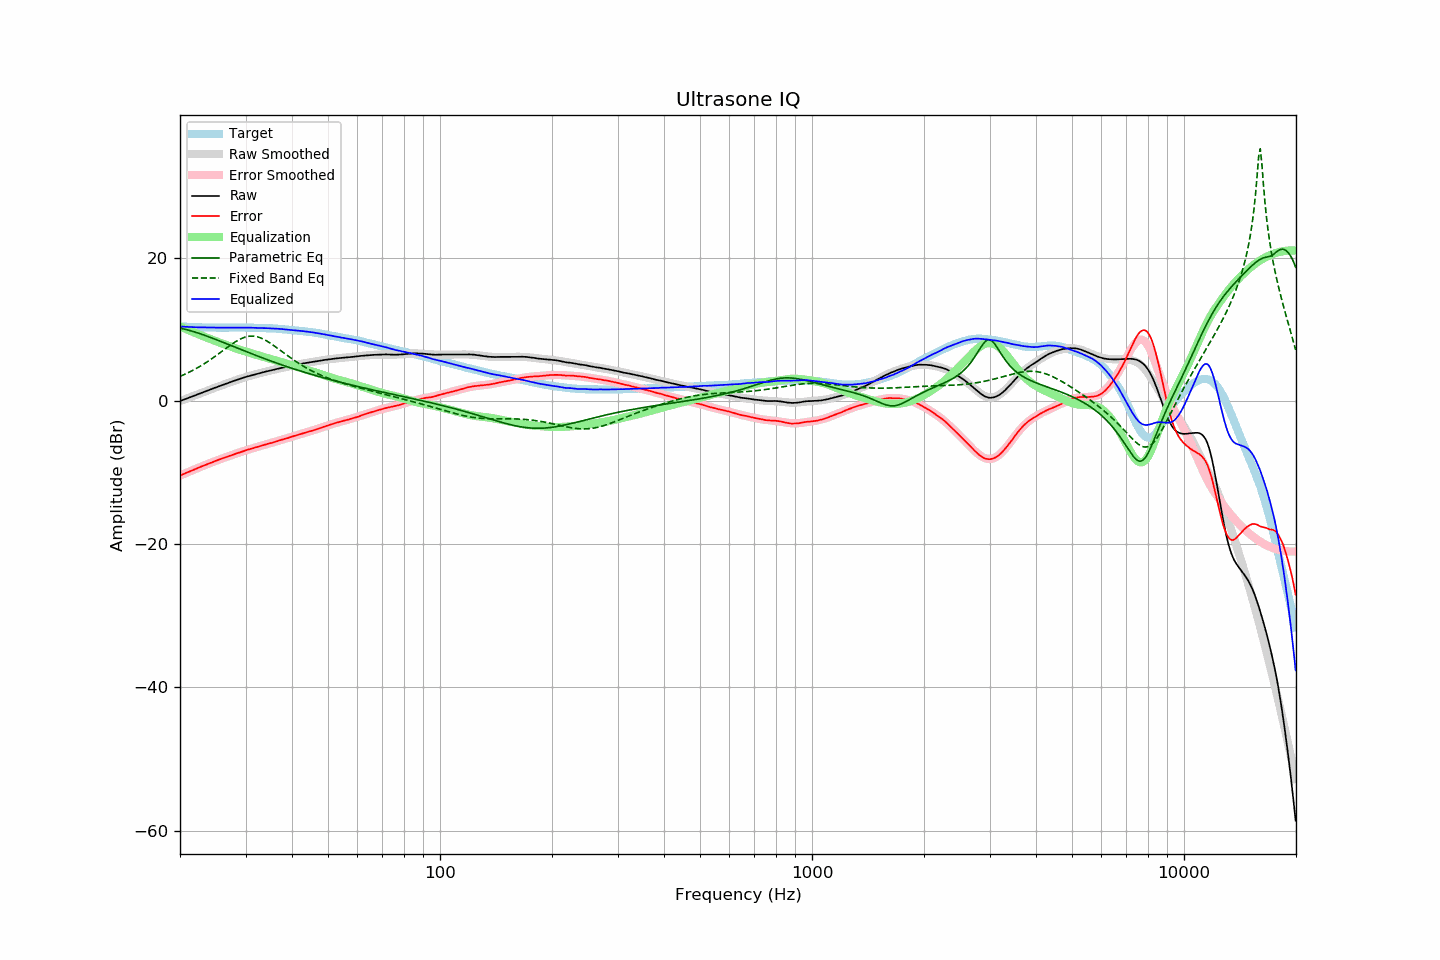 Ultrasone IQ
Target
Raw Smoothed
Error Smoothed
Raw
Error
Equalization
Parametric Eq
Fixed Band Eq
Equalized
20
0
−20
−40
−60
Amplitude (dBr)
100
1000
10000
Frequency (Hz)